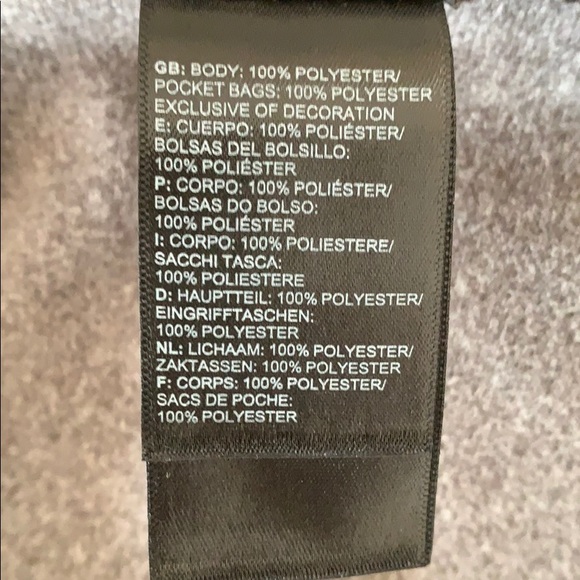 GB: BODY: 100% POLYESTER/
POCKET BAGS: 100% POLYESTER
EXCLUSIVE OF DECORATION
E: CUERPO: 100% POLIÉSTER/
BOLSAS DEL BOLSILLO:
100% POLIÉSTER
P: CORPO: 100% POLIÉSTER/
BOLSAS DO BOLSO:
100% POLIÉSTER
I: CORPO: 100% POLIESTERE/
SACCHI TASCA:
100% POLIESTERE
D: HAUPTTEIL: 100% POLYESTER/
EINGRIFFTASCHEN:
100% POLYESTER
NL: LICHAAM: 100% POLYESTER/
ZAKTASSEN: 100% POLYESTER
F: CORPS: 100% POLYESTER/
SACS DE POCHE:
100% POLYESTER